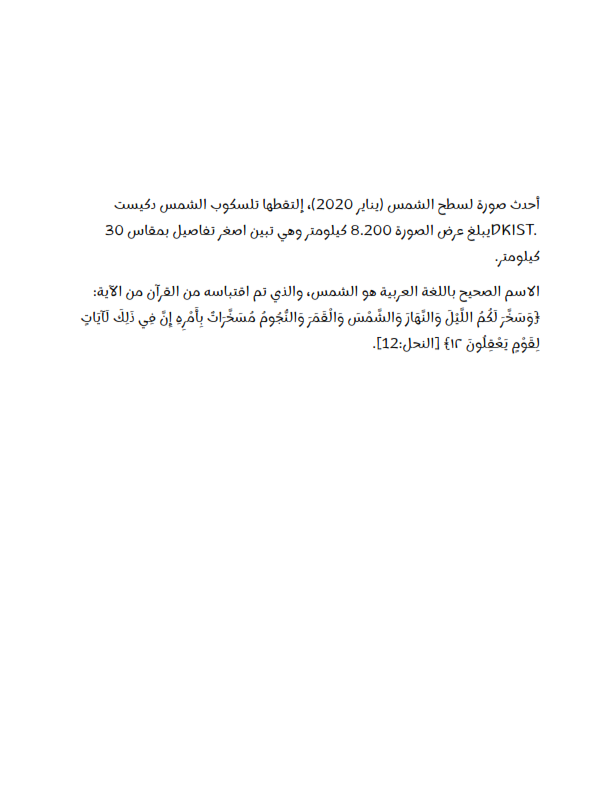 أحدث صورة لسطح الشمس (يناير 2020)، إلتقطها تلسكوب الشمس دكيست
DKIST. يبلغ عرض الصورة 8.200 كيلومتر وهي تبين اصغر تفاصيل بمقاس 30
كيلومتر.
الاسم الصحيح باللغة العربية هو الشمس، والذي تم اقتباسه من القرآن من الآية:
﴿وَسَخَّرَ لَكُمُ اللَّيْلَ وَالنَّهَارَ وَالشَّمْسَ وَالْقَمَرَ وَالنُّجُومُ مُسَخَّرَاتٌ بِأَمْرِهِ إِنَّ فِي ذَلِكَ لَآيَاتٍ
لِقَوْمٍ يَعْقِلُونَ ١٢﴾ [النحل:12].